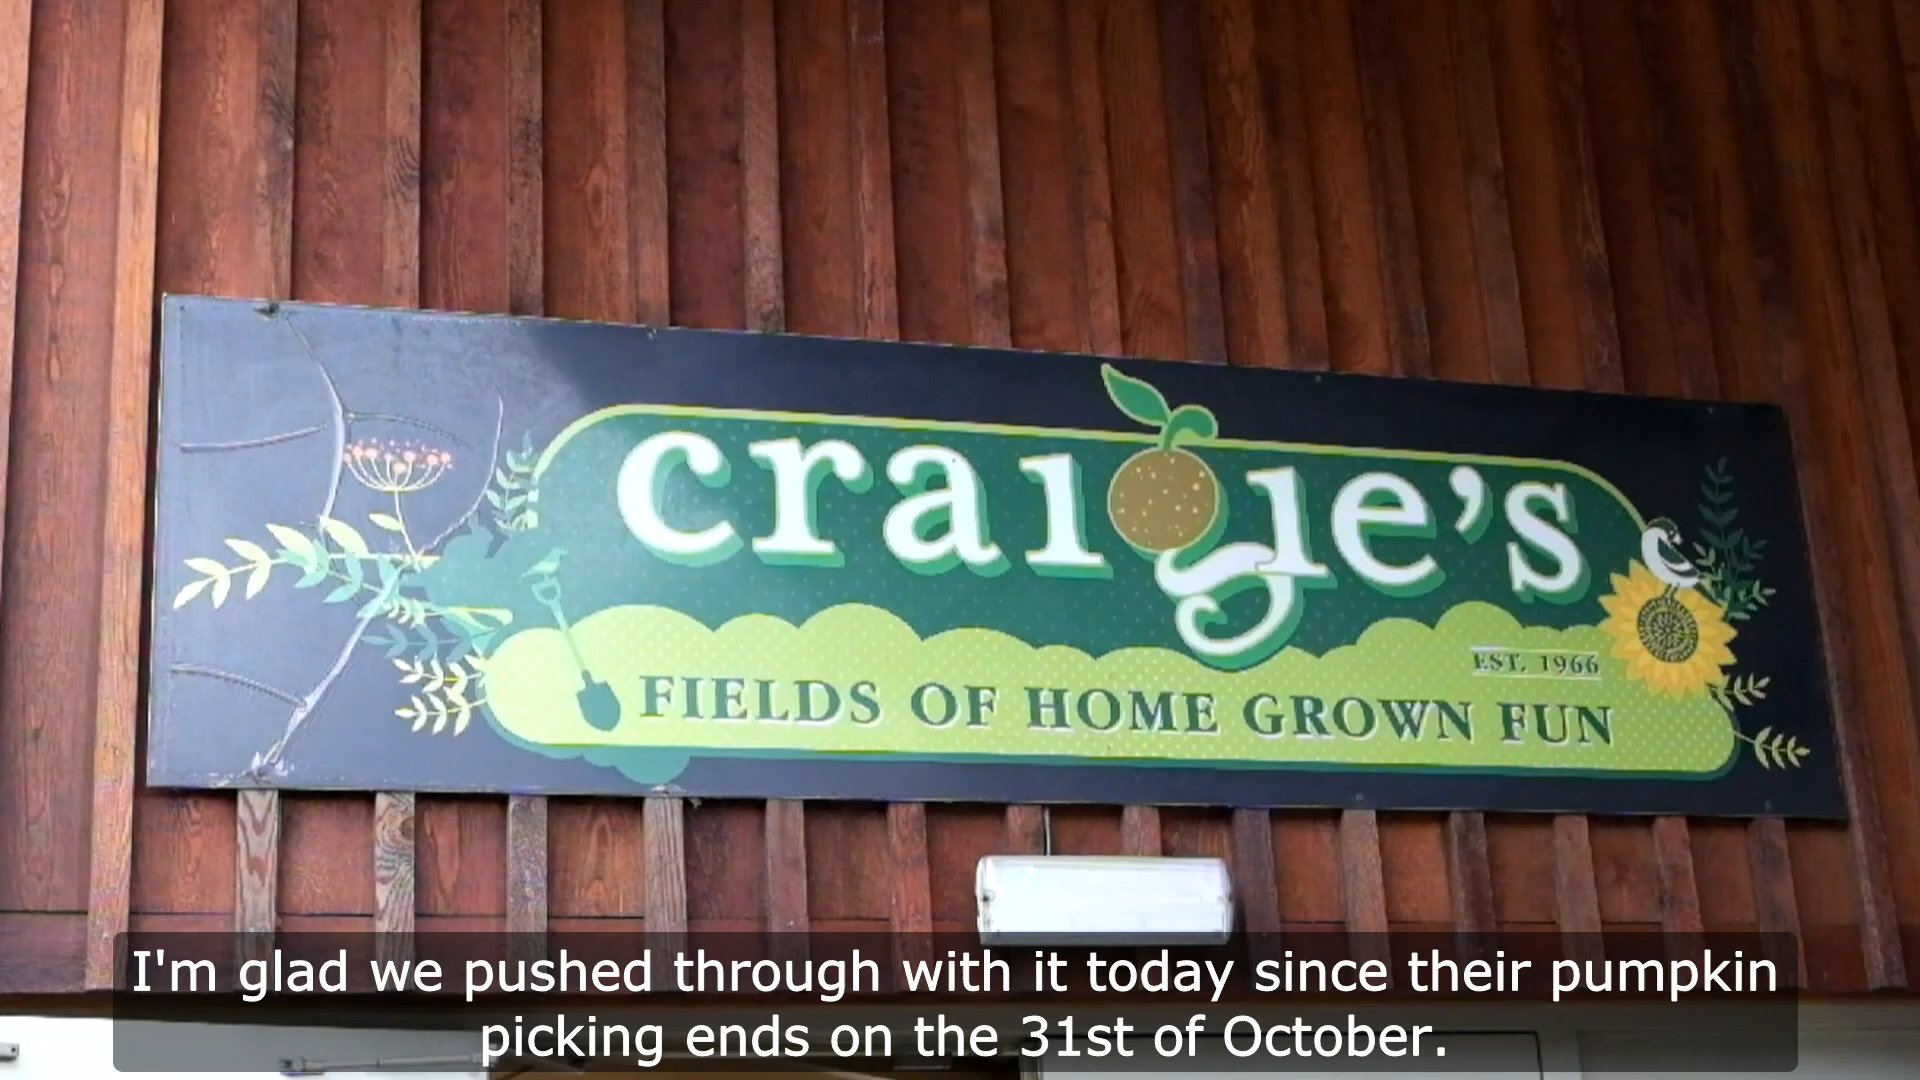 craigie's
EST. 1966
FIELDS OF HOME GROWN FUN
I'm glad we pushed through with it today since their pumpkin
picking ends on the 31st of October.